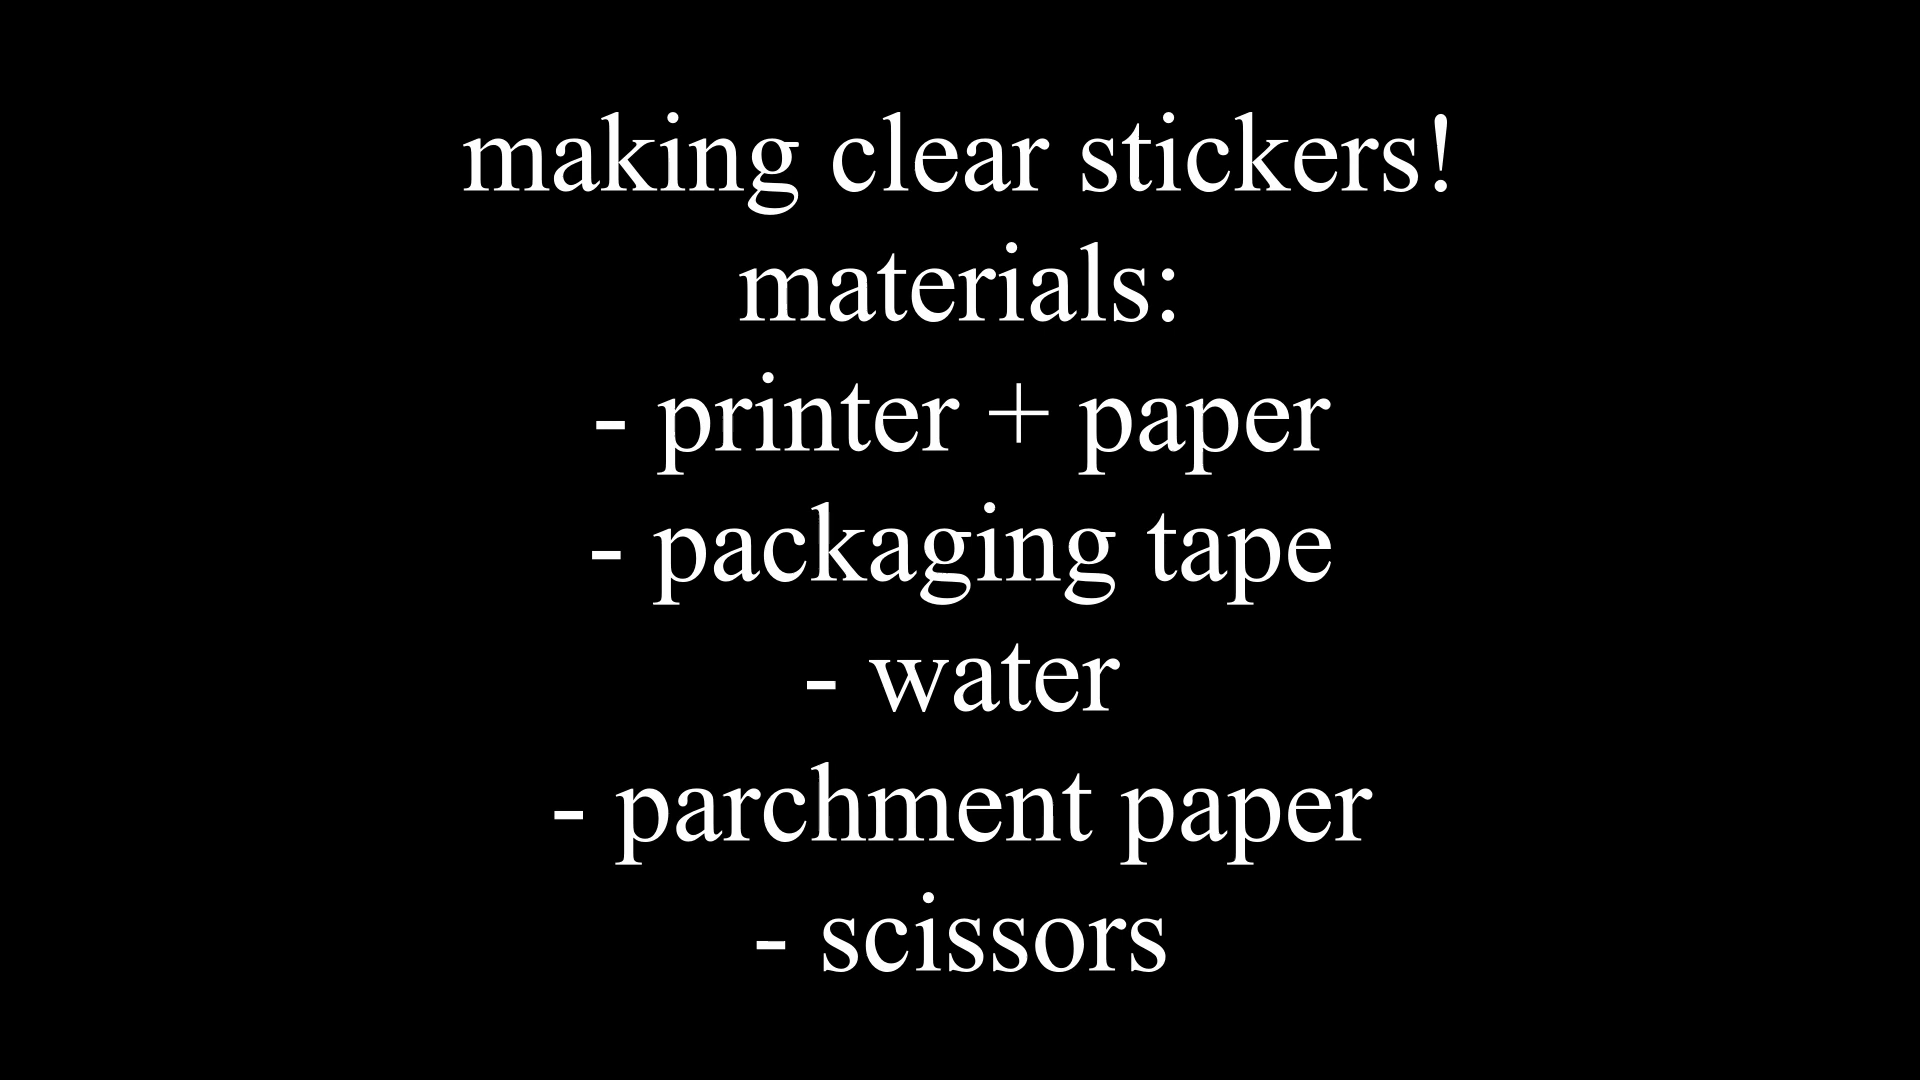 making clear stickers!
materials:
- printer + paper
- packaging tape
- water
- parchment paper
- scissors